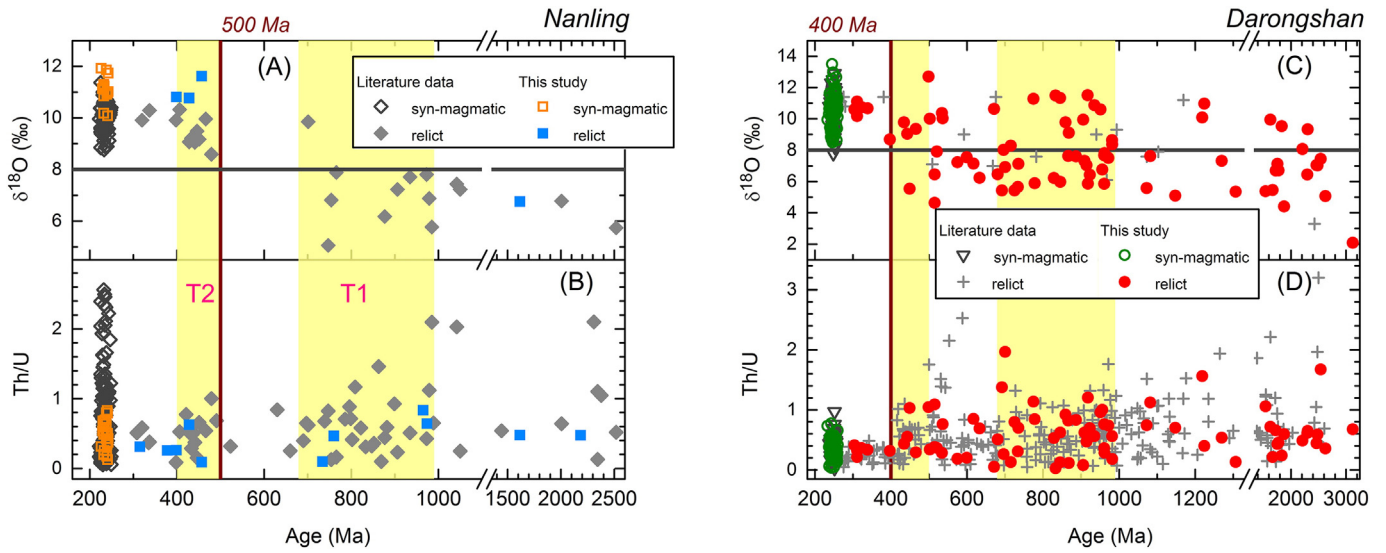 500 Ma
Nanling
400 Ma
Darongshan
(A)
Literature data This study
syn-magmatic syn-magmatic
relict relict
δ18O (‰)
12
10
8
6
(B)
T2 T1
Th/U
2
1
0
200 400 600 800 1000 1500 2000 2500
Age (Ma)
(C)
δ18O (‰)
14
12
10
8
6
4
2
Literature data This study
syn-magmatic syn-magmatic
relict relict
(D)
Th/U
3
2
1
0
200 400 600 800 1000 1200 2000 2500 3000
Age (Ma)